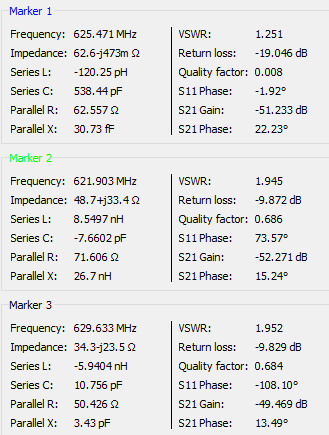 Marker 1
Frequency: 625.471 MHz VSWR: 1.251
Impedance: 62.6-j473m Ω Return loss: -19.046 dB
Series L: -120.25 pH Quality factor: 0.008
Series C: 538.44 pF S11 Phase: -1.92°
Parallel R: 62.557 Ω S21 Gain: -51.233 dB
Parallel X: 30.73 fF S21 Phase: 22.23°
Marker 2
Frequency: 621.903 MHz VSWR: 1.945
Impedance: 48.7+j33.4 Ω Return loss: -9.872 dB
Series L: 8.5497 nH Quality factor: 0.686
Series C: -7.6602 pF S11 Phase: 73.57°
Parallel R: 71.606 Ω S21 Gain: -52.271 dB
Parallel X: 26.7 nH S21 Phase: 15.24°
Marker 3
Frequency: 629.633 MHz VSWR: 1.952
Impedance: 34.3-j23.5 Ω Return loss: -9.829 dB
Series L: -5.9404 nH Quality factor: 0.684
Series C: 10.756 pF S11 Phase: -108.10°
Parallel R: 50.426 Ω S21 Gain: -49.469 dB
Parallel X: 3.43 pF S21 Phase: 13.49°